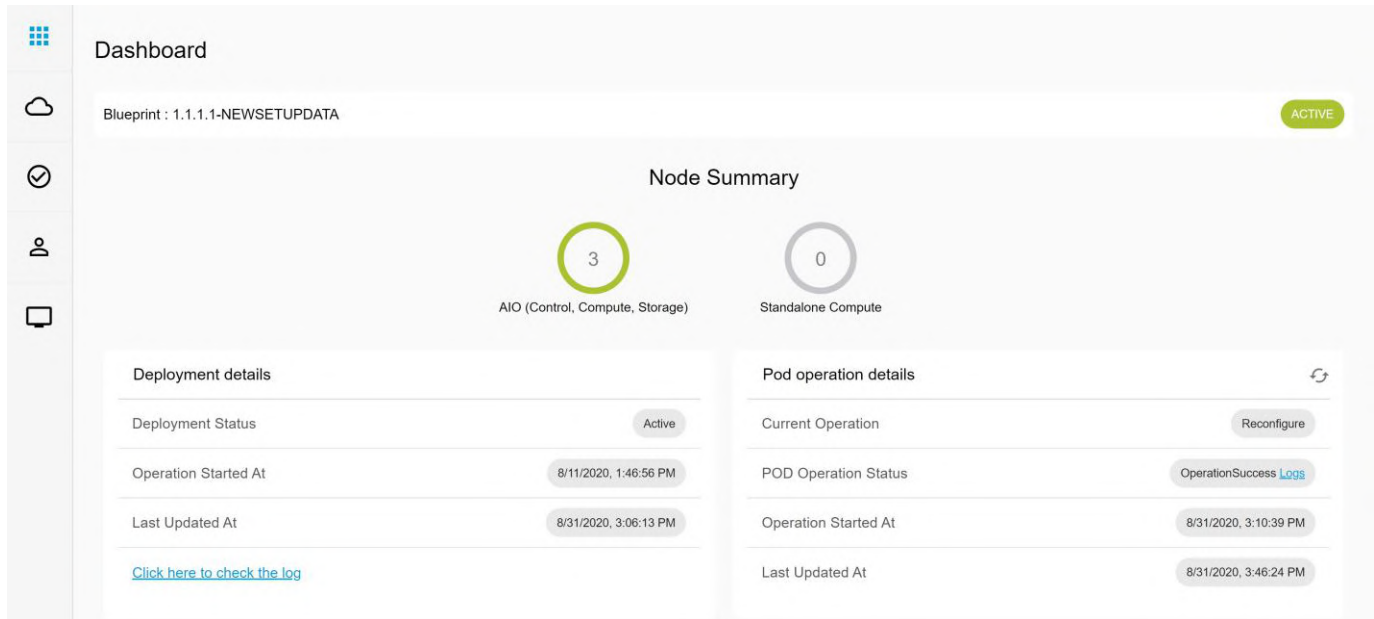 Dashboard
Blueprint : 1.1.1.1-NEWSETUPDATA
ACTIVE
Node Summary
3
AIO (Control, Compute, Storage)
0
Standalone Compute
Deployment details
Deployment Status
Active
Operation Started At
8/11/2020, 1:46:56 PM
Last Updated At
8/31/2020, 3:06:13 PM
Click here to check the log
Pod operation details
Current Operation
Reconfigure
POD Operation Status
OperationSuccess Logs
Operation Started At
8/31/2020, 3:10:39 PM
Last Updated At
8/31/2020, 3:46:24 PM